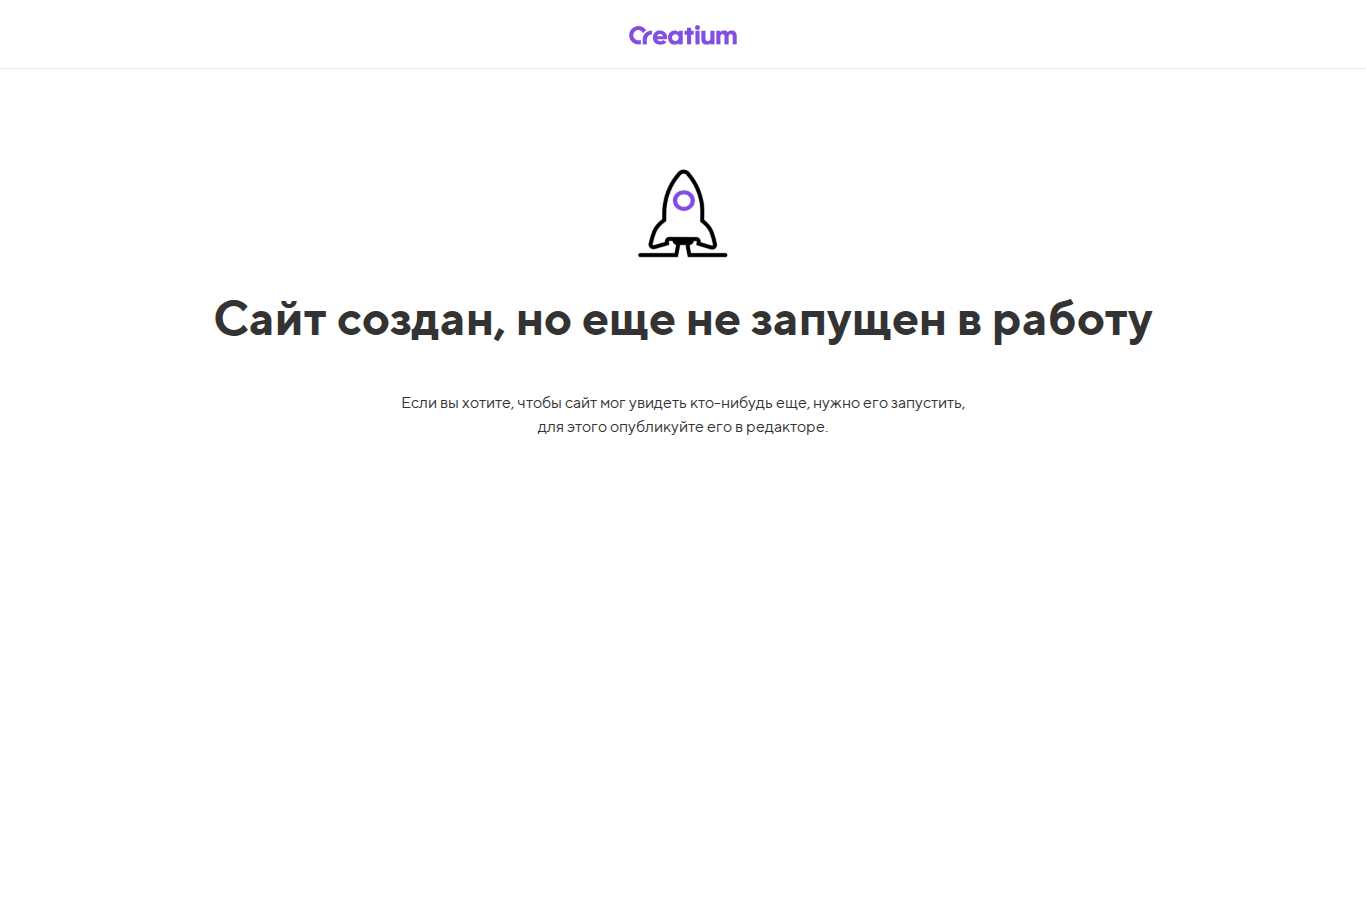 Creatium
Сайт создан, но еще не запущен в работу
Если вы хотите, чтобы сайт мог увидеть кто-нибудь еще, нужно его запустить,
для этого опубликуйте его в редакторе.